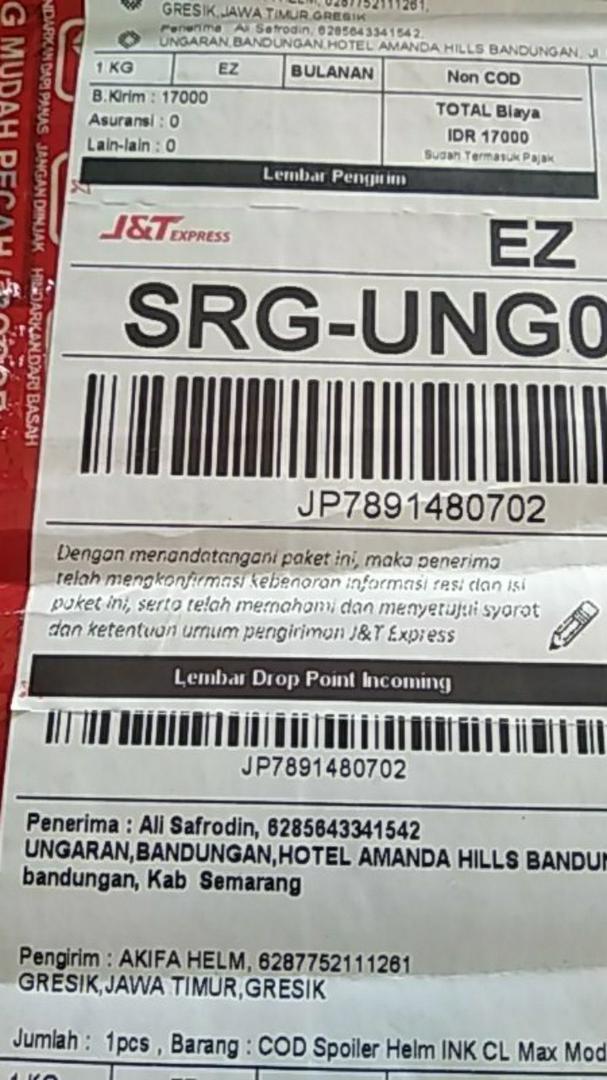 GRESIK,JAWA TIMUR,GRESIK
Penerima : Ali Safrodin, 6285643341542,
UNGARAN,BANDUNGAN,HOTEL AMANDA HILLS BANDUNGAN, Jl
1 KG EZ BULANAN Non COD
B.Kirim : 17000
Asuransi : 0
Lain-lain : 0
TOTAL Biaya
IDR 17000
Sudah Termasuk Pajak
Lembar Pengirim
J&T EXPRESS
EZ
SRG-UNG0
JP7891480702
Dengan menandatangani paket ini, maka penerima
telah mengkonfirmasi kebenaran informasi resi dan isi
paket ini, serta telah memahami dan menyetujui syarat
dan ketentuan umum pengiriman J&T Express
Lembar Drop Point Incoming
JP7891480702
Penerima : Ali Safrodin, 6285643341542
UNGARAN,BANDUNGAN,HOTEL AMANDA HILLS BANDU
bandungan, Kab Semarang
Pengirim : AKIFA HELM, 6287752111261
GRESIK,JAWA TIMUR,GRESIK
Jumlah : 1pcs , Barang : COD Spoiler Helm INK CL Max Mod
G MUDAH PECAH
JANGAN DIINJAK
HINDARKAN DARI BASAH